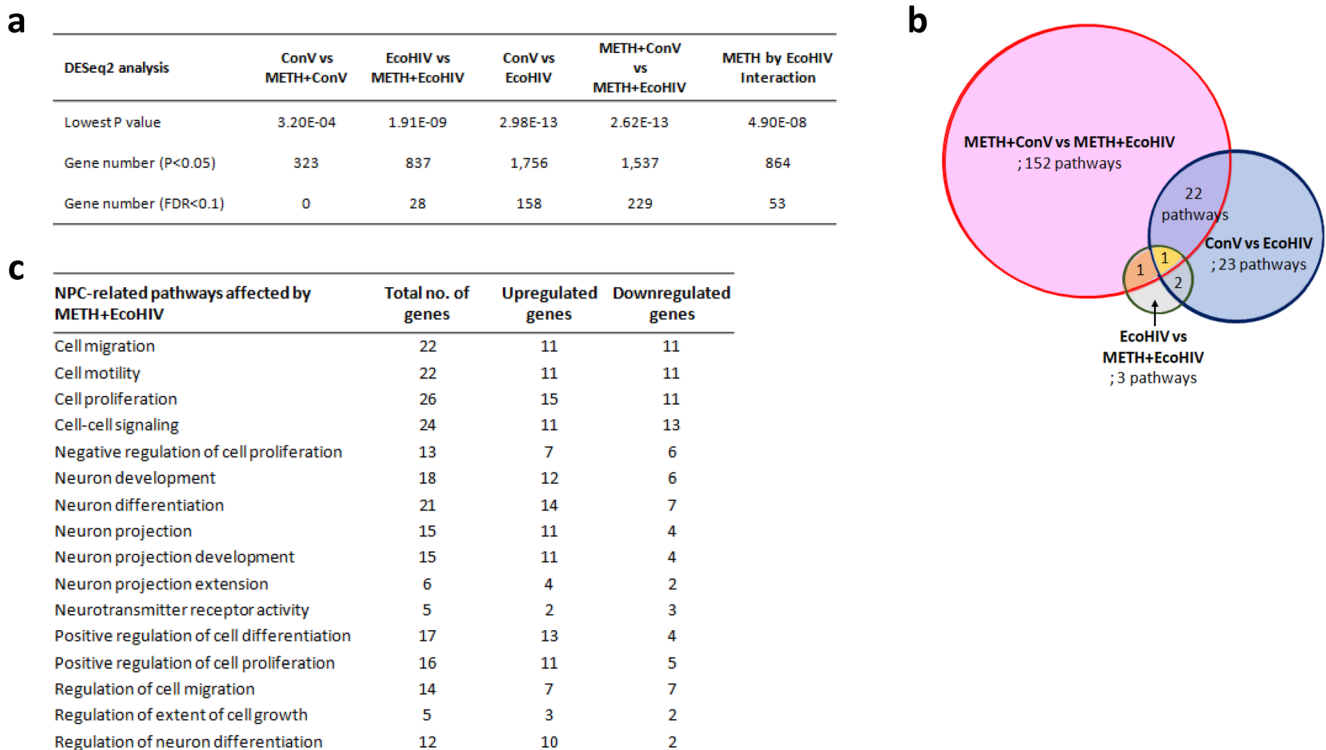 a
DESeq2 analysis ConV vs METH+ConV EcoHIV vs METH+EcoHIV ConV vs EcoHIV METH+ConV vs METH+EcoHIV METH by EcoHIV Interaction
Lowest P value 3.20E-04 1.91E-09 2.98E-13 2.62E-13 4.90E-08
Gene number (P<0.05) 323 837 1,756 1,537 864
Gene number (FDR<0.1) 0 28 158 229 53
b
METH+ConV vs METH+EcoHIV
; 152 pathways
22
pathways
ConV vs EcoHIV
; 23 pathways
1
1
2
EcoHIV vs
METH+EcoHIV
; 3 pathways
c
NPC-related pathways affected by METH+EcoHIV Total no. of genes Upregulated genes Downregulated genes
Cell migration 22 11 11
Cell motility 22 11 11
Cell proliferation 26 15 11
Cell-cell signaling 24 11 13
Negative regulation of cell proliferation 13 7 6
Neuron development 18 12 6
Neuron differentiation 21 14 7
Neuron projection 15 11 4
Neuron projection development 15 11 4
Neuron projection extension 6 4 2
Neurotransmitter receptor activity 5 2 3
Positive regulation of cell differentiation 17 13 4
Positive regulation of cell proliferation 16 11 5
Regulation of cell migration 14 7 7
Regulation of extent of cell growth 5 3 2
Regulation of neuron differentiation 12 10 2